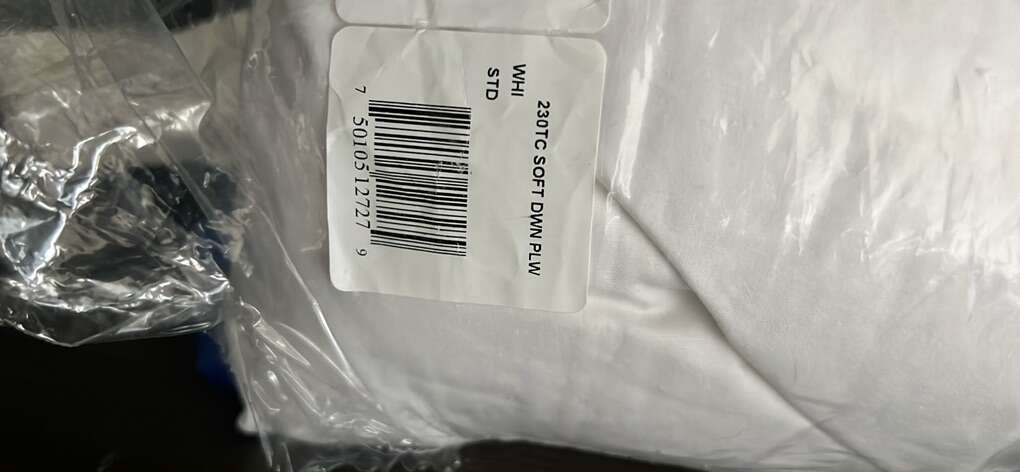 230TC SOFT DWN PLW
WHI
STD
7 50105 12727 9